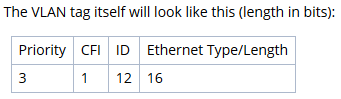 The VLAN tag itself will look like this (length in bits):
Priority CFI ID Ethernet Type/Length
3 1 12 16